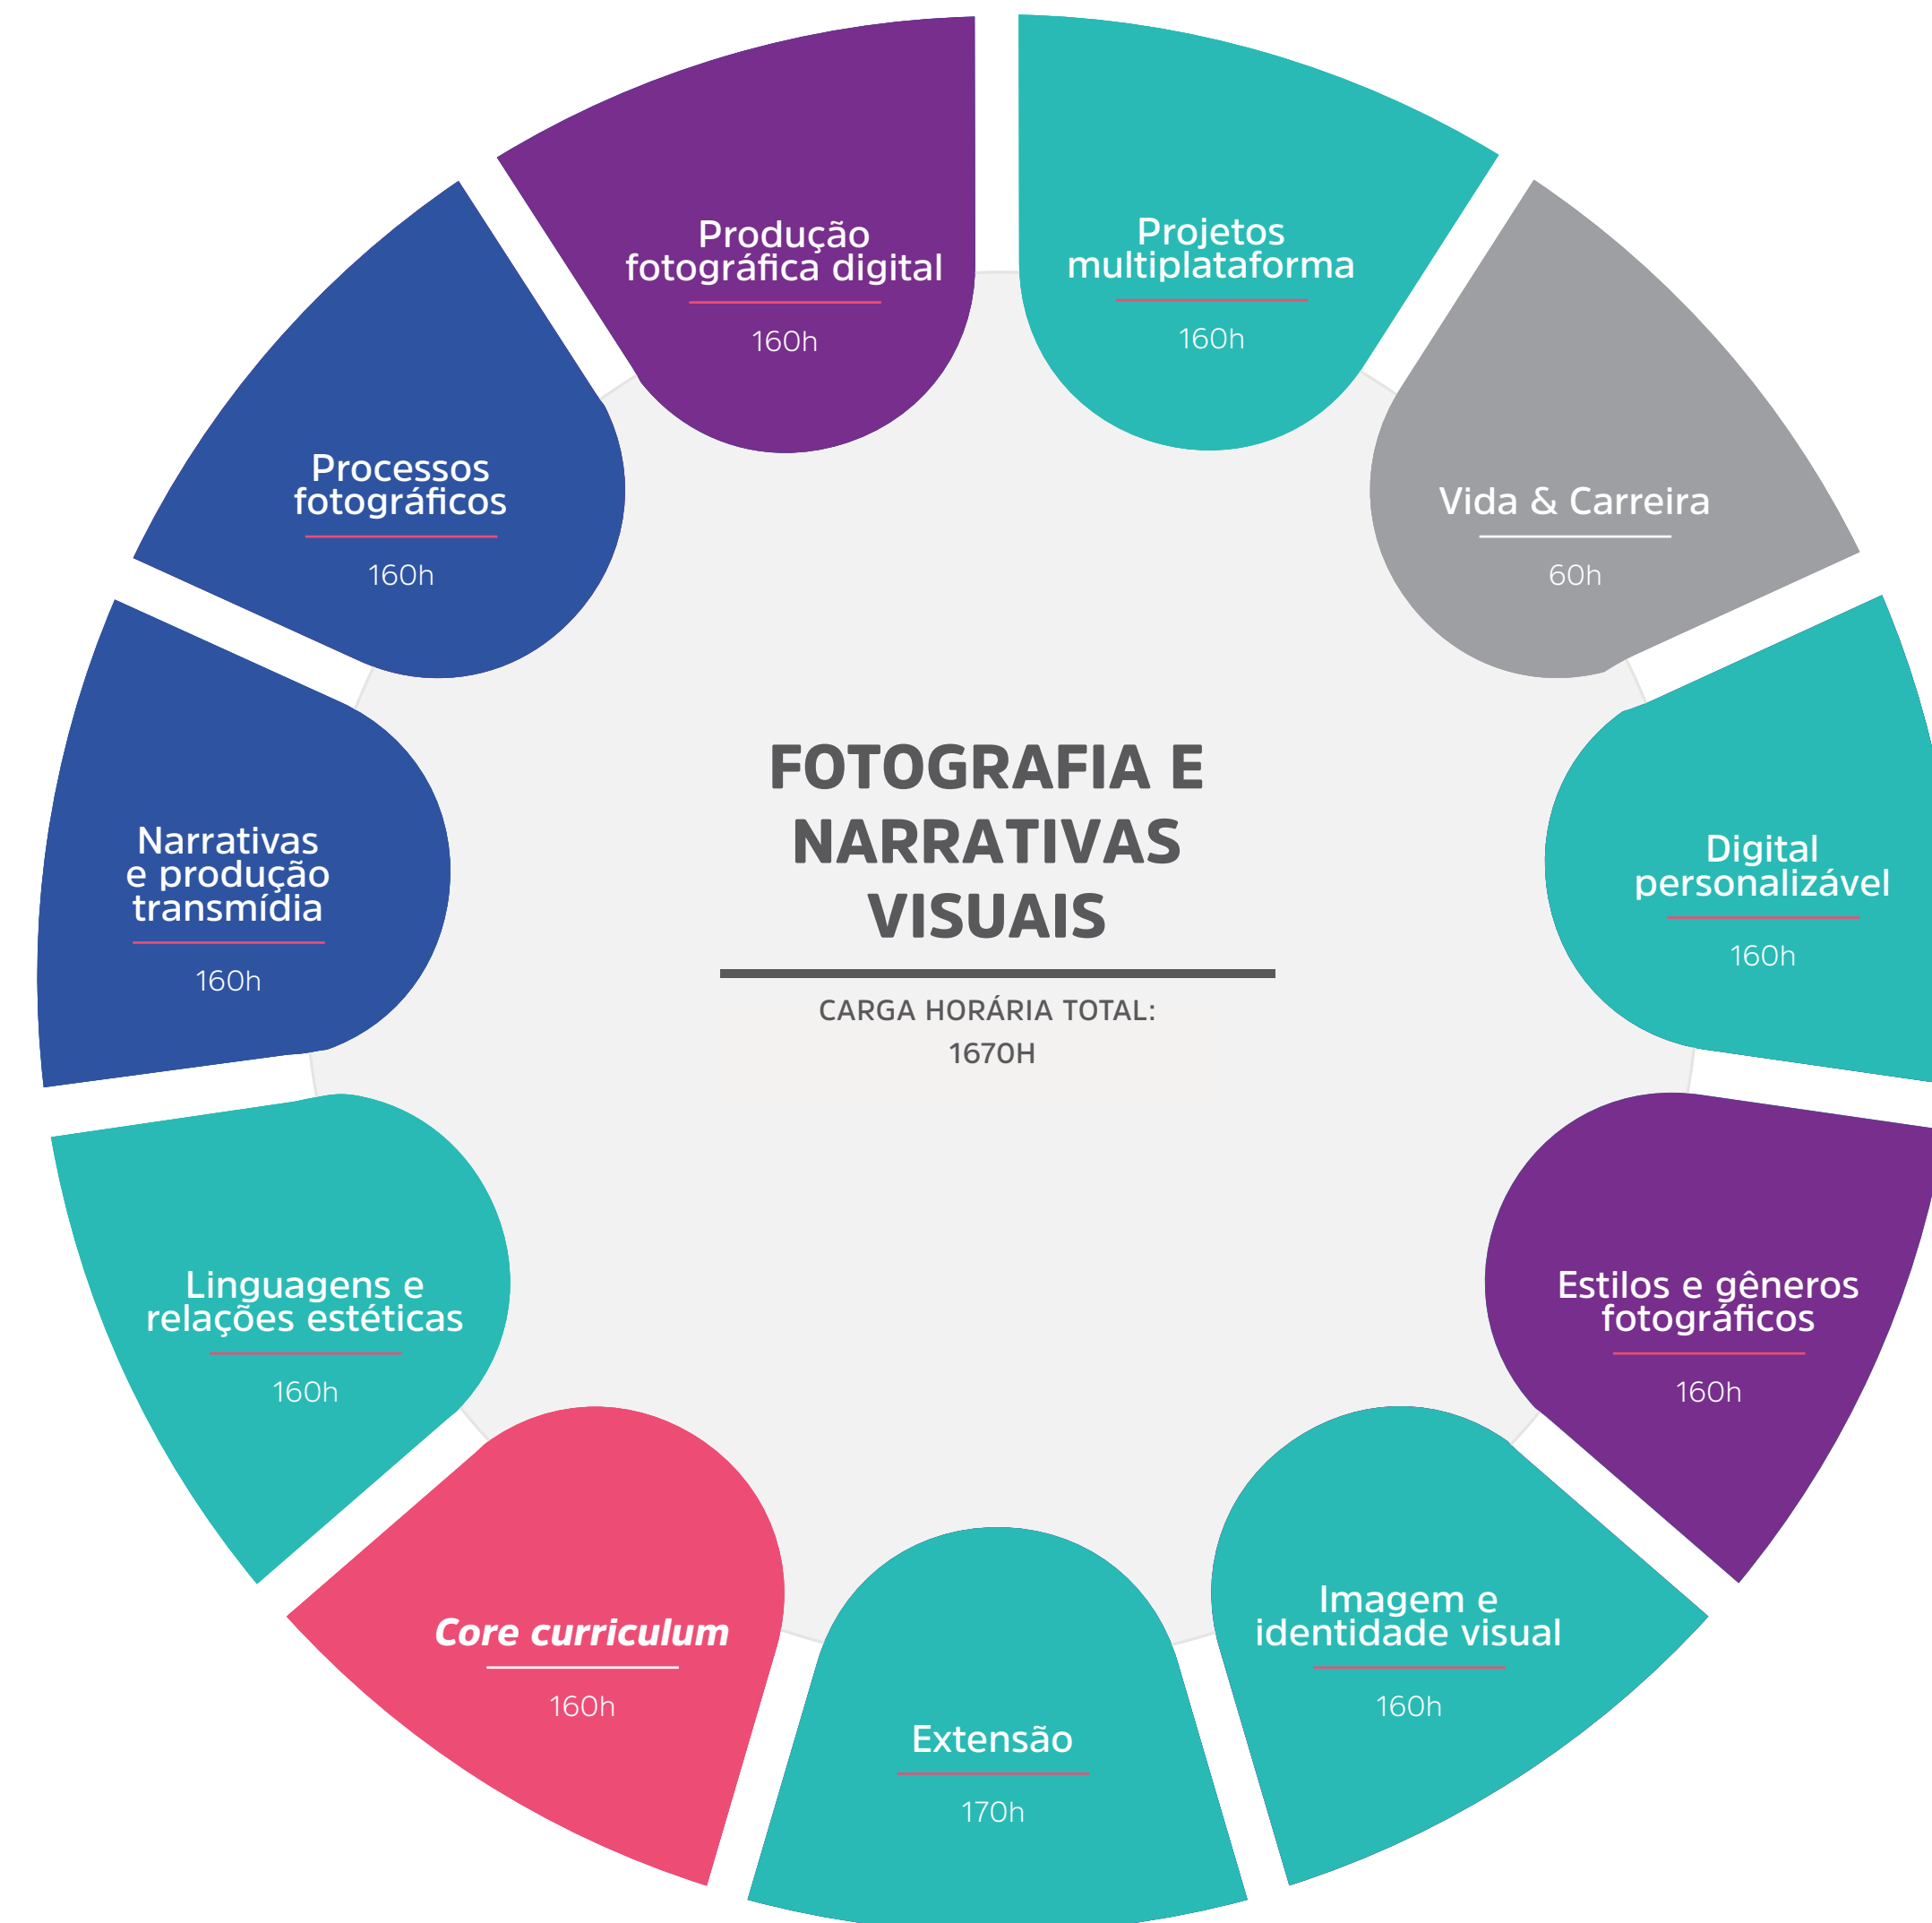 Produção
fotográfica digital
160h
Projetos
multiplataforma
160h
Processos
fotográficos
160h
Vida & Carreira
60h
FOTOGRAFIA E
NARRATIVAS
VISUAIS
CARGA HORÁRIA TOTAL:
1670H
Narrativas
e produção
transmídia
160h
Digital
personalizável
160h
Linguagens e
relações estéticas
160h
Estilos e gêneros
fotográficos
160h
Core curriculum
160h
Imagem e
identidade visual
160h
Extensão
170h